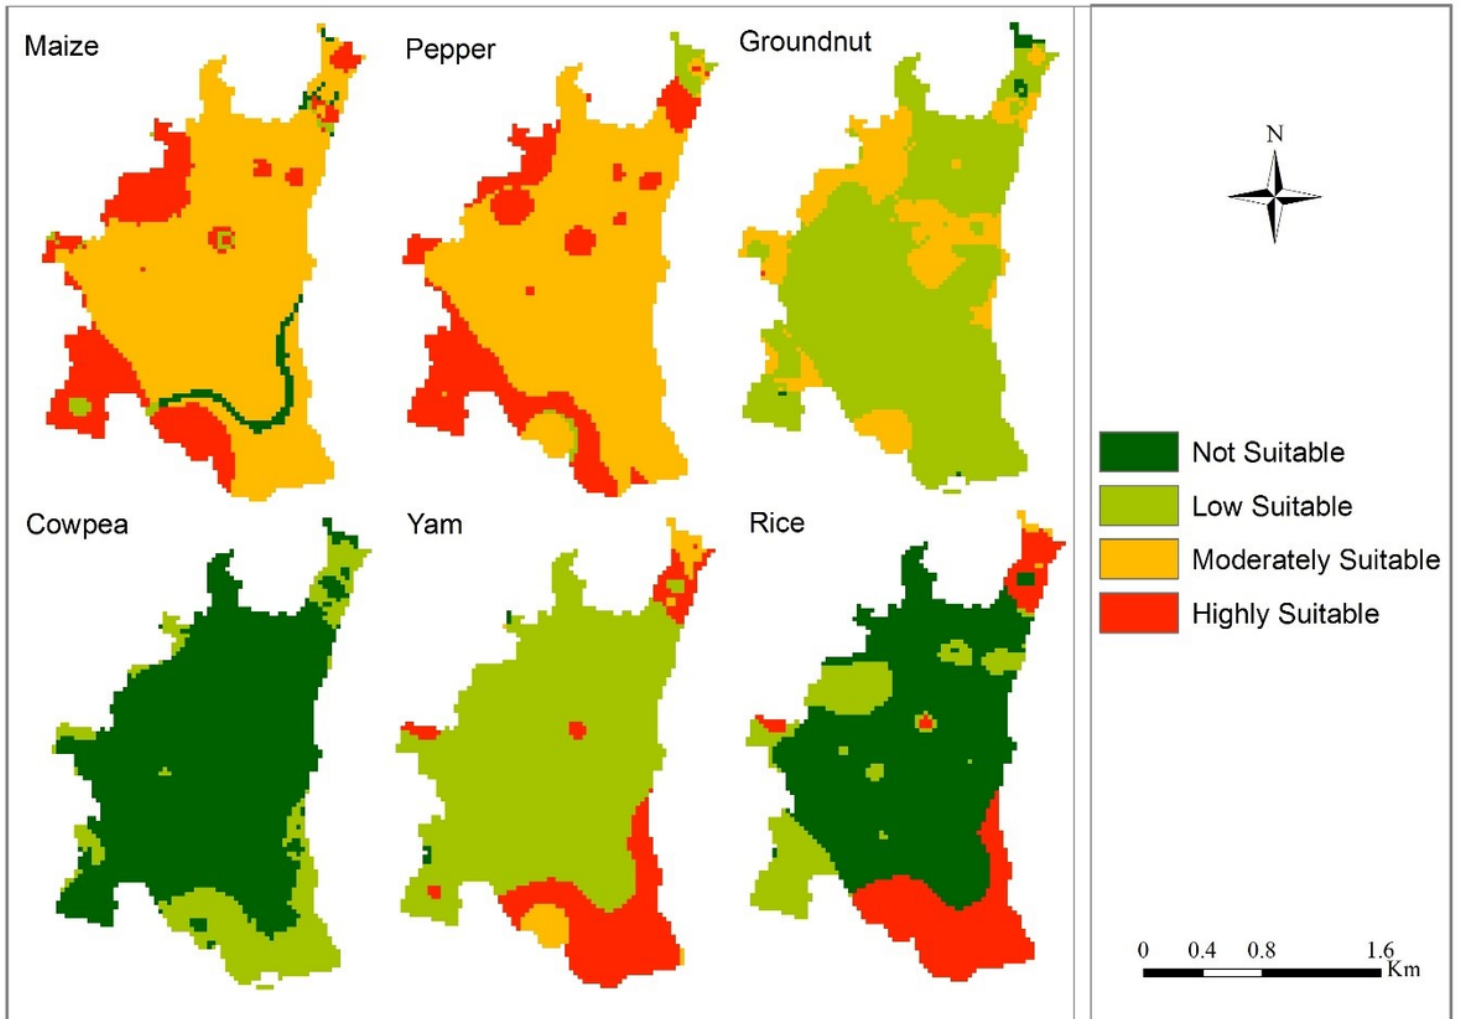 Maize
Pepper
Groundnut
Cowpea
Yam
Rice
N
Not Suitable
Low Suitable
Moderately Suitable
Highly Suitable
0 0.4 0.8 1.6
Km